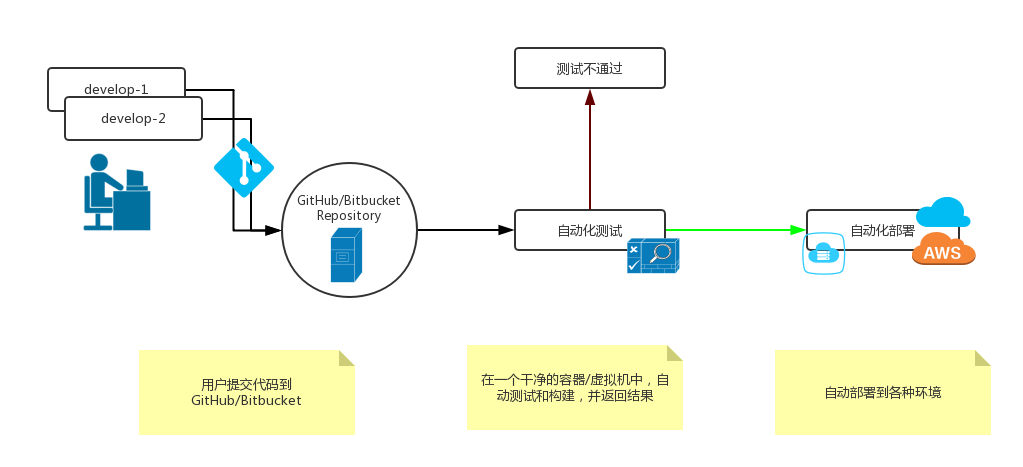 测试不通过
develop-1
develop-2
GitHub/Bitbucket
Repository
自动化测试
自动化部署
AWS
用户提交代码到
GitHub/Bitbucket
在一个干净的容器/虚拟机中，自
动测试和构建，并返回结果
自动部署到各种环境